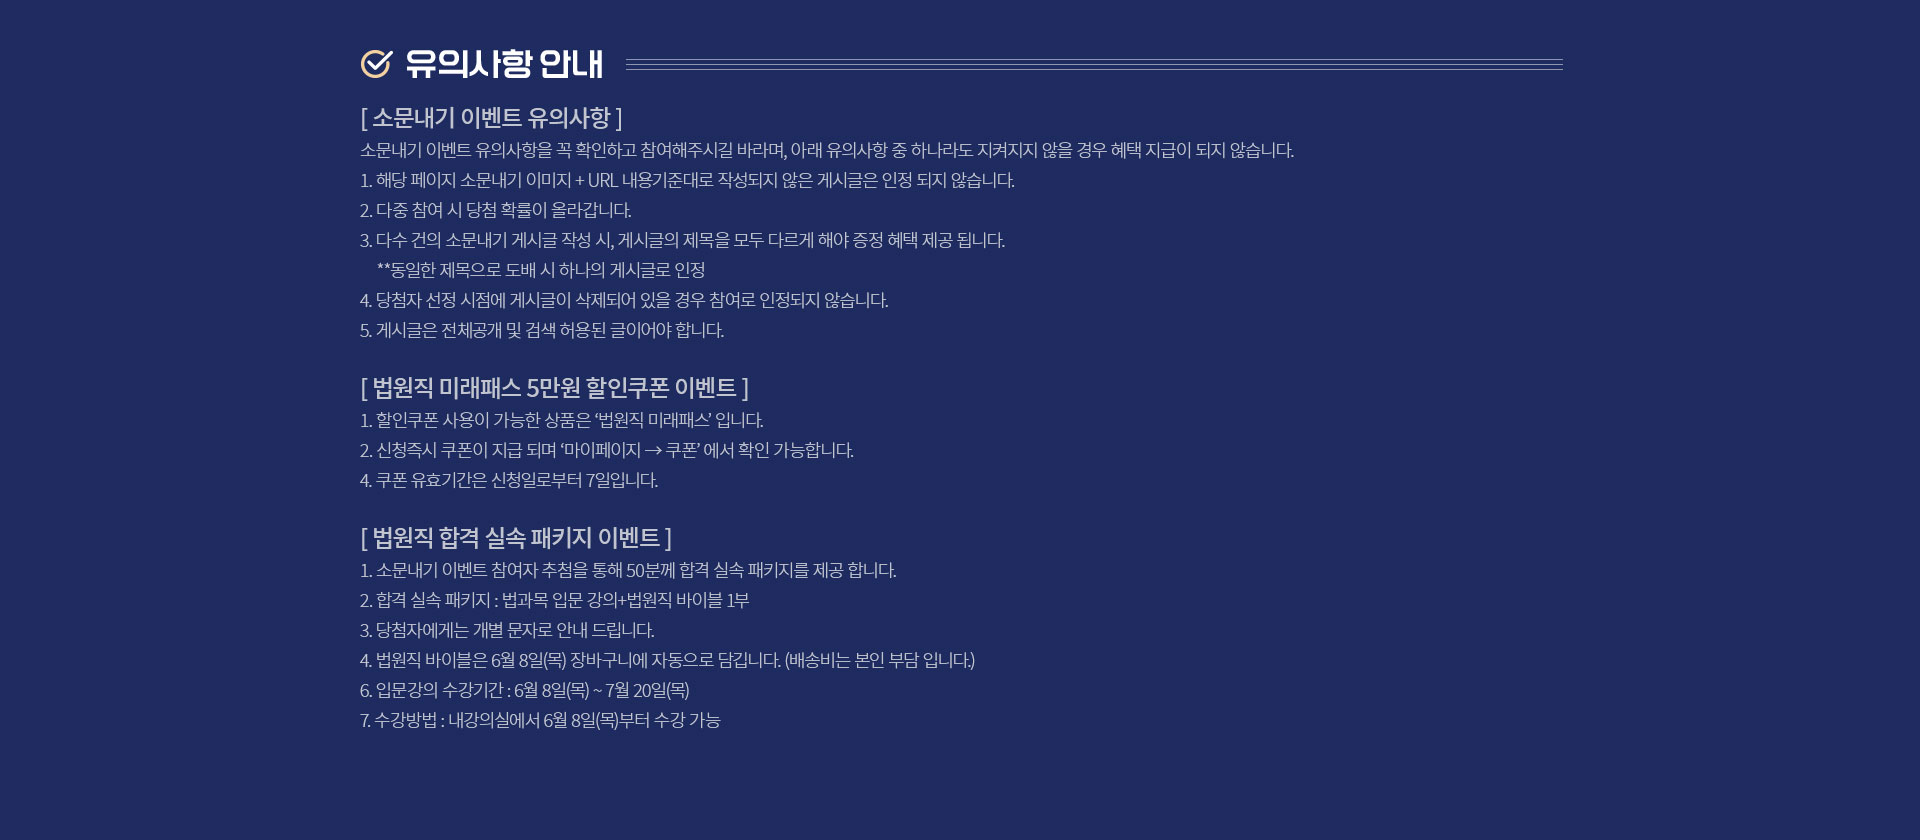 유의사항 안내
[ 소문내기 이벤트 유의사항 ]
소문내기 이벤트 유의사항을 꼭 확인하고 참여해주시길 바라며, 아래 유의사항 중 하나라도 지켜지지 않을 경우 혜택 지급이 되지 않습니다.
1. 해당 페이지 소문내기 이미지 + URL 내용기준대로 작성되지 않은 게시글은 인정 되지 않습니다.
2. 다중 참여 시 당첨 확률이 올라갑니다.
3. 다수 건의 소문내기 게시글 작성 시, 게시글의 제목을 모두 다르게 해야 증정 혜택 제공 됩니다.
**동일한 제목으로 도배 시 하나의 게시글로 인정
4. 당첨자 선정 시점에 게시글이 삭제되어 있을 경우 참여로 인정되지 않습니다.
5. 게시글은 전체공개 및 검색 허용된 글이어야 합니다.
[ 법원직 미래패스 5만원 할인쿠폰 이벤트 ]
1. 할인쿠폰 사용이 가능한 상품은 ‘법원직 미래패스’ 입니다.
2. 신청즉시 쿠폰이 지급 되며 ‘마이페이지 → 쿠폰’ 에서 확인 가능합니다.
4. 쿠폰 유효기간은 신청일로부터 7일입니다.
[ 법원직 합격 실속 패키지 이벤트 ]
1. 소문내기 이벤트 참여자 추첨을 통해 50분께 합격 실속 패키지를 제공 합니다.
2. 합격 실속 패키지 : 법과목 입문 강의+법원직 바이블 1부
3. 당첨자에게는 개별 문자로 안내 드립니다.
4. 법원직 바이블은 6월 8일(목) 장바구니에 자동으로 담깁니다. (배송비는 본인 부담 입니다.)
6. 입문강의 수강기간 : 6월 8일(목) ~ 7월 20일(목)
7. 수강방법 : 내강의실에서 6월 8일(목)부터 수강 가능